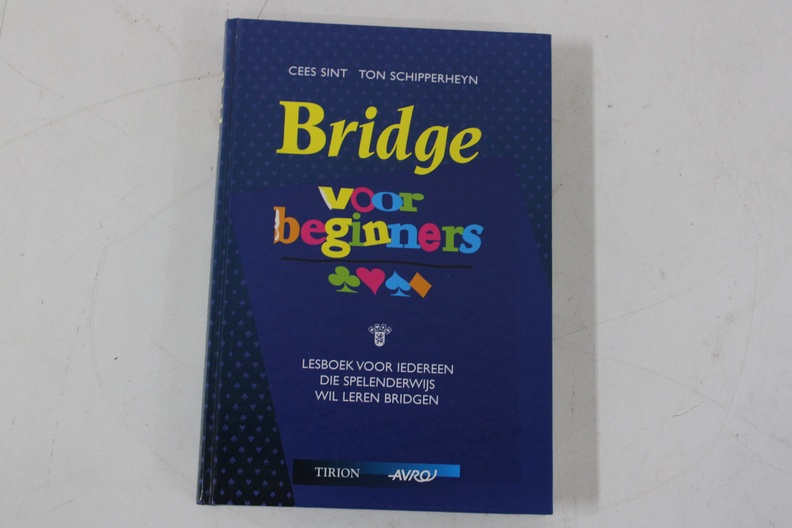 CEES SINT TON SCHIPPERHEYN
Bridge
voor
beginners
LESBOEK VOOR IEDEREEN
DIE SPELENDERWIJS
WIL LEREN BRIDGEN
TIRION AVRO